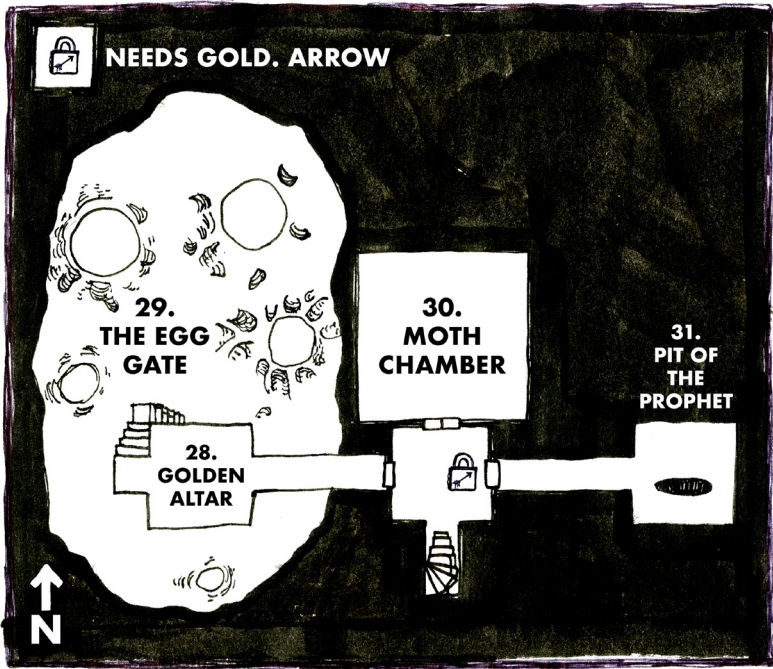 NEEDS GOLD. ARROW
29.
THE EGG
GATE
30.
MOTH
CHAMBER
31.
PIT OF
THE
PROPHET
28.
GOLDEN
ALTAR
N